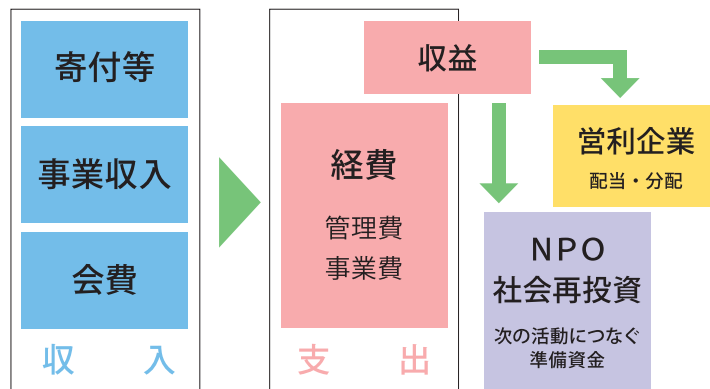 寄付等
事業収入
会費
収入
収益
経費
管理費
事業費
支出
営利企業
配当・分配
NPO
社会再投資
次の活動につなぐ
準備資金